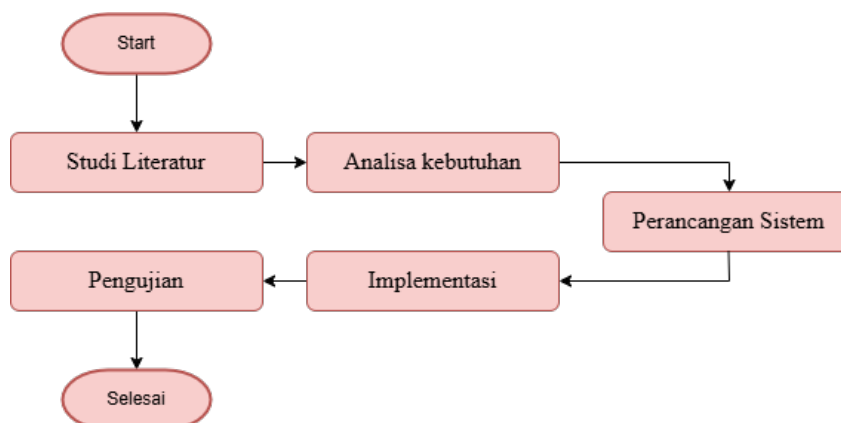 Start
Studi Literatur
Analisa kebutuhan
Perancangan Sistem
Implementasi
Pengujian
Selesai